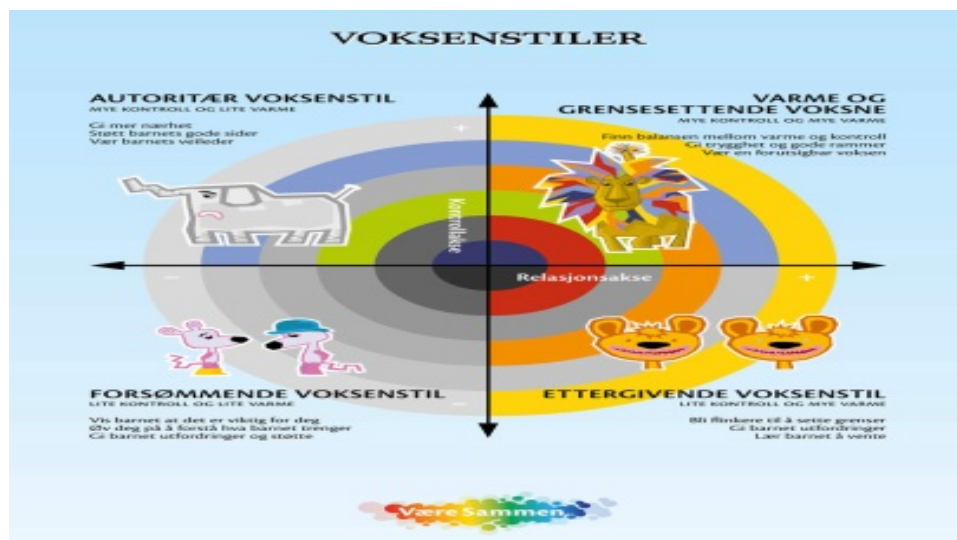 VOKSENSTILER
AUTORITÆR VOKSENSTIL
MYE KONTROLL OG LITE VARME
Gi mer nærhet
Støtt barnets gode sider
Vær barnets veileder
VARME OG
GRENSESETTENDE VOKSNE
MYE KONTROLL OG MYE VARME
Finn balansen mellom varme og kontroll
Gi trygghet og gode rammer
Vær en forutsigbar voksen
+
Kontrollakse
–
Relasjonsakse
+
FORSØMMENDE VOKSENSTIL
LITE KONTROLL OG LITE VARME
Vis barnet at det er viktig for deg
Øv deg på å forstå hva barnet trenger
Gi barnet utfordringer og støtte
–
ETTERGIVENDE VOKSENSTIL
LITE KONTROLL OG MYE VARME
Bli flinkere til å sette grenser
Gi barnet utfordringer
Lær barnet å vente
Være Sammen